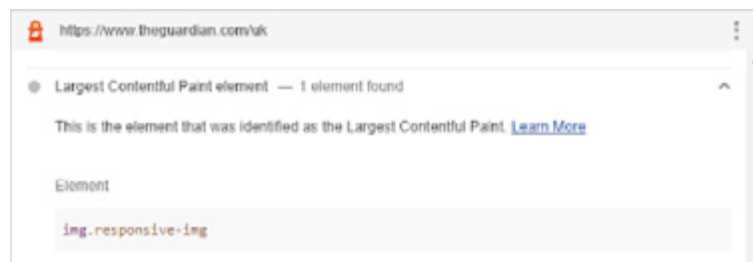 https://www.theguardian.com/uk
Largest Contentful Paint element — 1 element found
This is the element that was identified as the Largest Contentful Paint. Learn More
Element
img.responsive-img